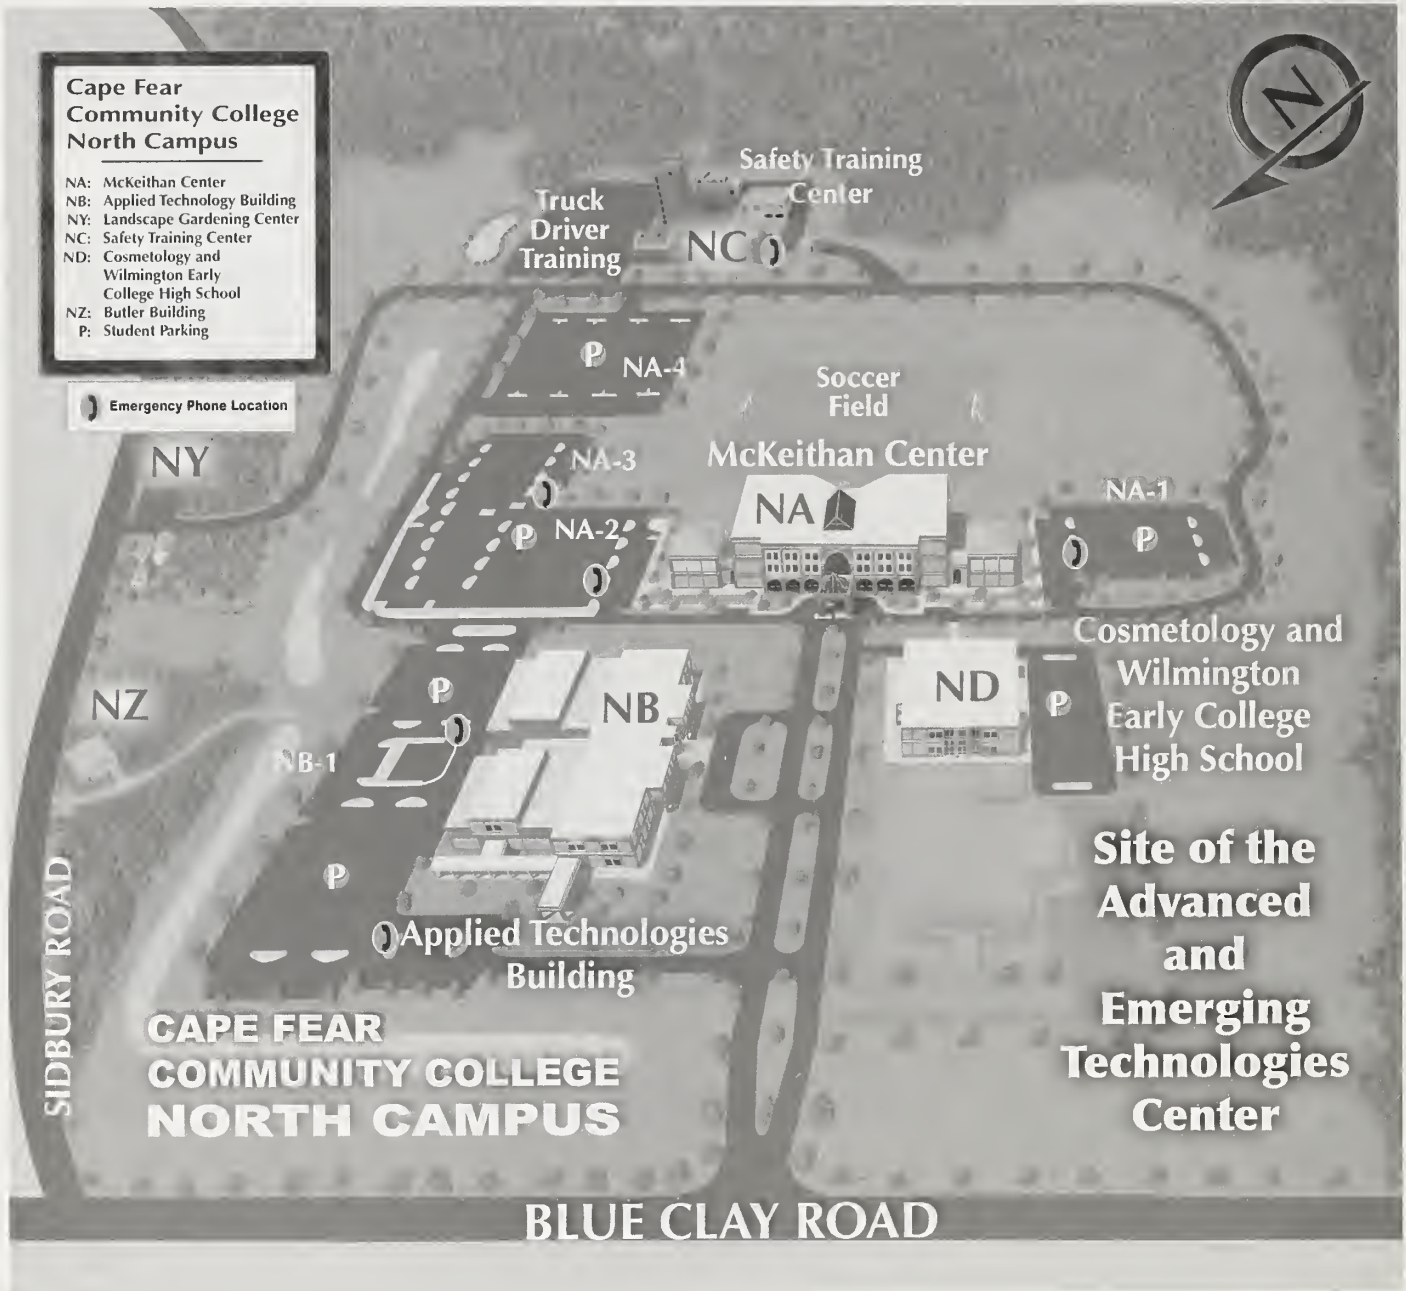 Cape Fear
Community College
North Campus
NA: McKeithan Center
NB: Applied Technology Building
NY: Landscape Gardening Center
NC: Safety Training Center
ND: Cosmetology and
Wilmington Early
College High School
NZ: Butler Building
P: Student Parking
Emergency Phone Location
N
Safety Training
Center
Truck
Driver
Training
NC
P
NA-4
Soccer
Field
McKeithan Center
NY
NA-3
NA
NA-1
NA-2
P
P
Cosmetology and
Wilmington
Early College
High School
NZ
P
NB
ND
P
NB-1
P
Site of the
Advanced
and
Emerging
Technologies
Center
SIDBURY ROAD
Applied Technologies
Building
CAPE FEAR
COMMUNITY COLLEGE
NORTH CAMPUS
BLUE CLAY ROAD